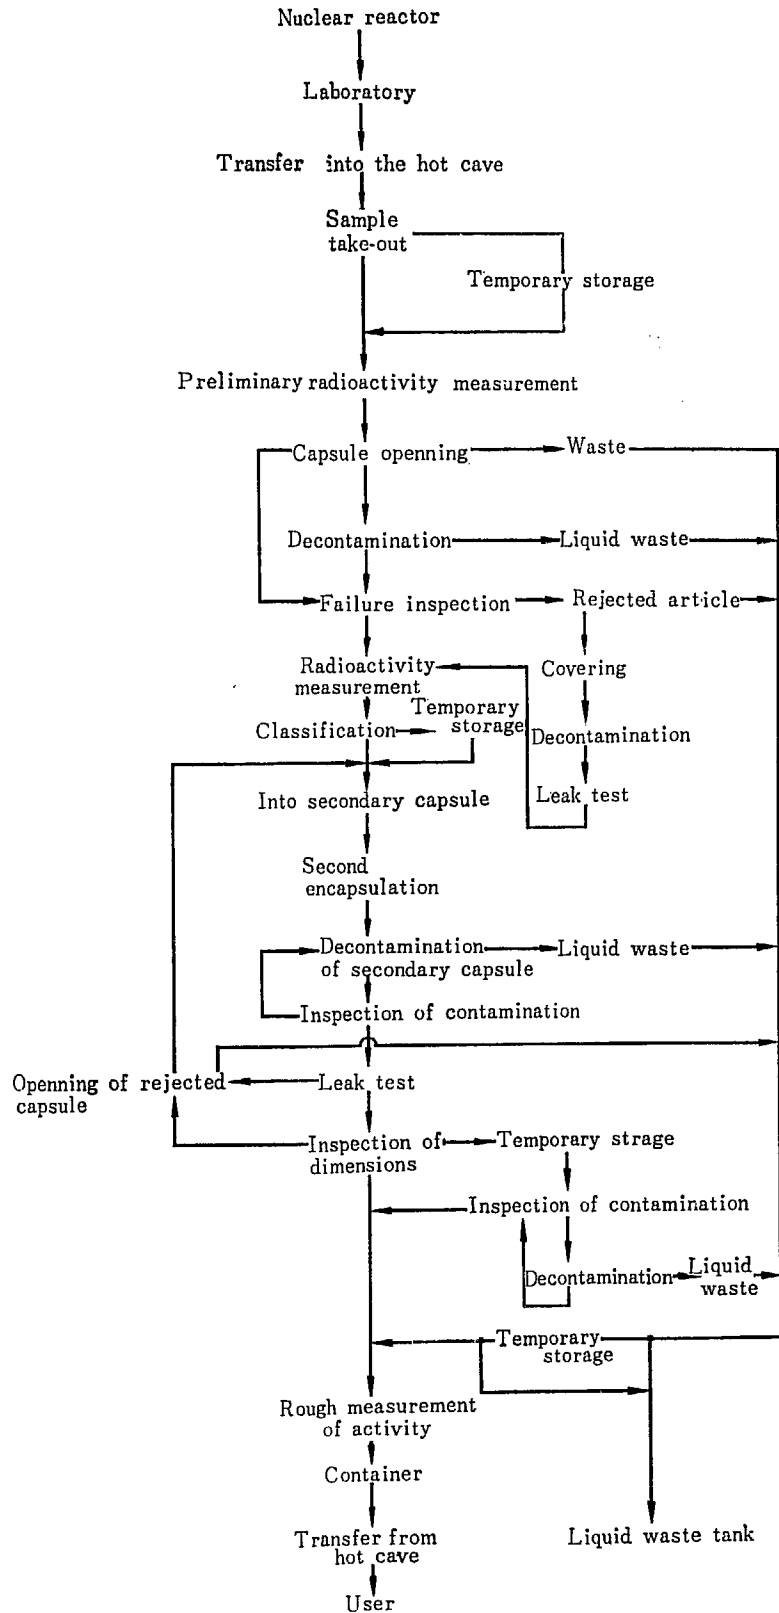 Nuclear reactor
Laboratory
Transfer into the hot cave
Sample
take-out
Temporary storage
Preliminary radioactivity measurement
Capsule openning
Waste
Decontamination
Liquid waste
Failure inspection
Rejected article
Radioactivity
measurement
Covering
Classification
Temporary
storage
Decontamination
Into secondary capsule
Leak test
Second
encapsulation
Decontamination
of secondary capsule
Liquid waste
Inspection of contamination
Openning of rejected
capsule
Leak test
Inspection of
dimensions
Temporary strage
Inspection of contamination
Decontamination
Liquid
waste
Temporary
storage
Rough measurement
of activity
Container
Transfer from
hot cave
Liquid waste tank
User